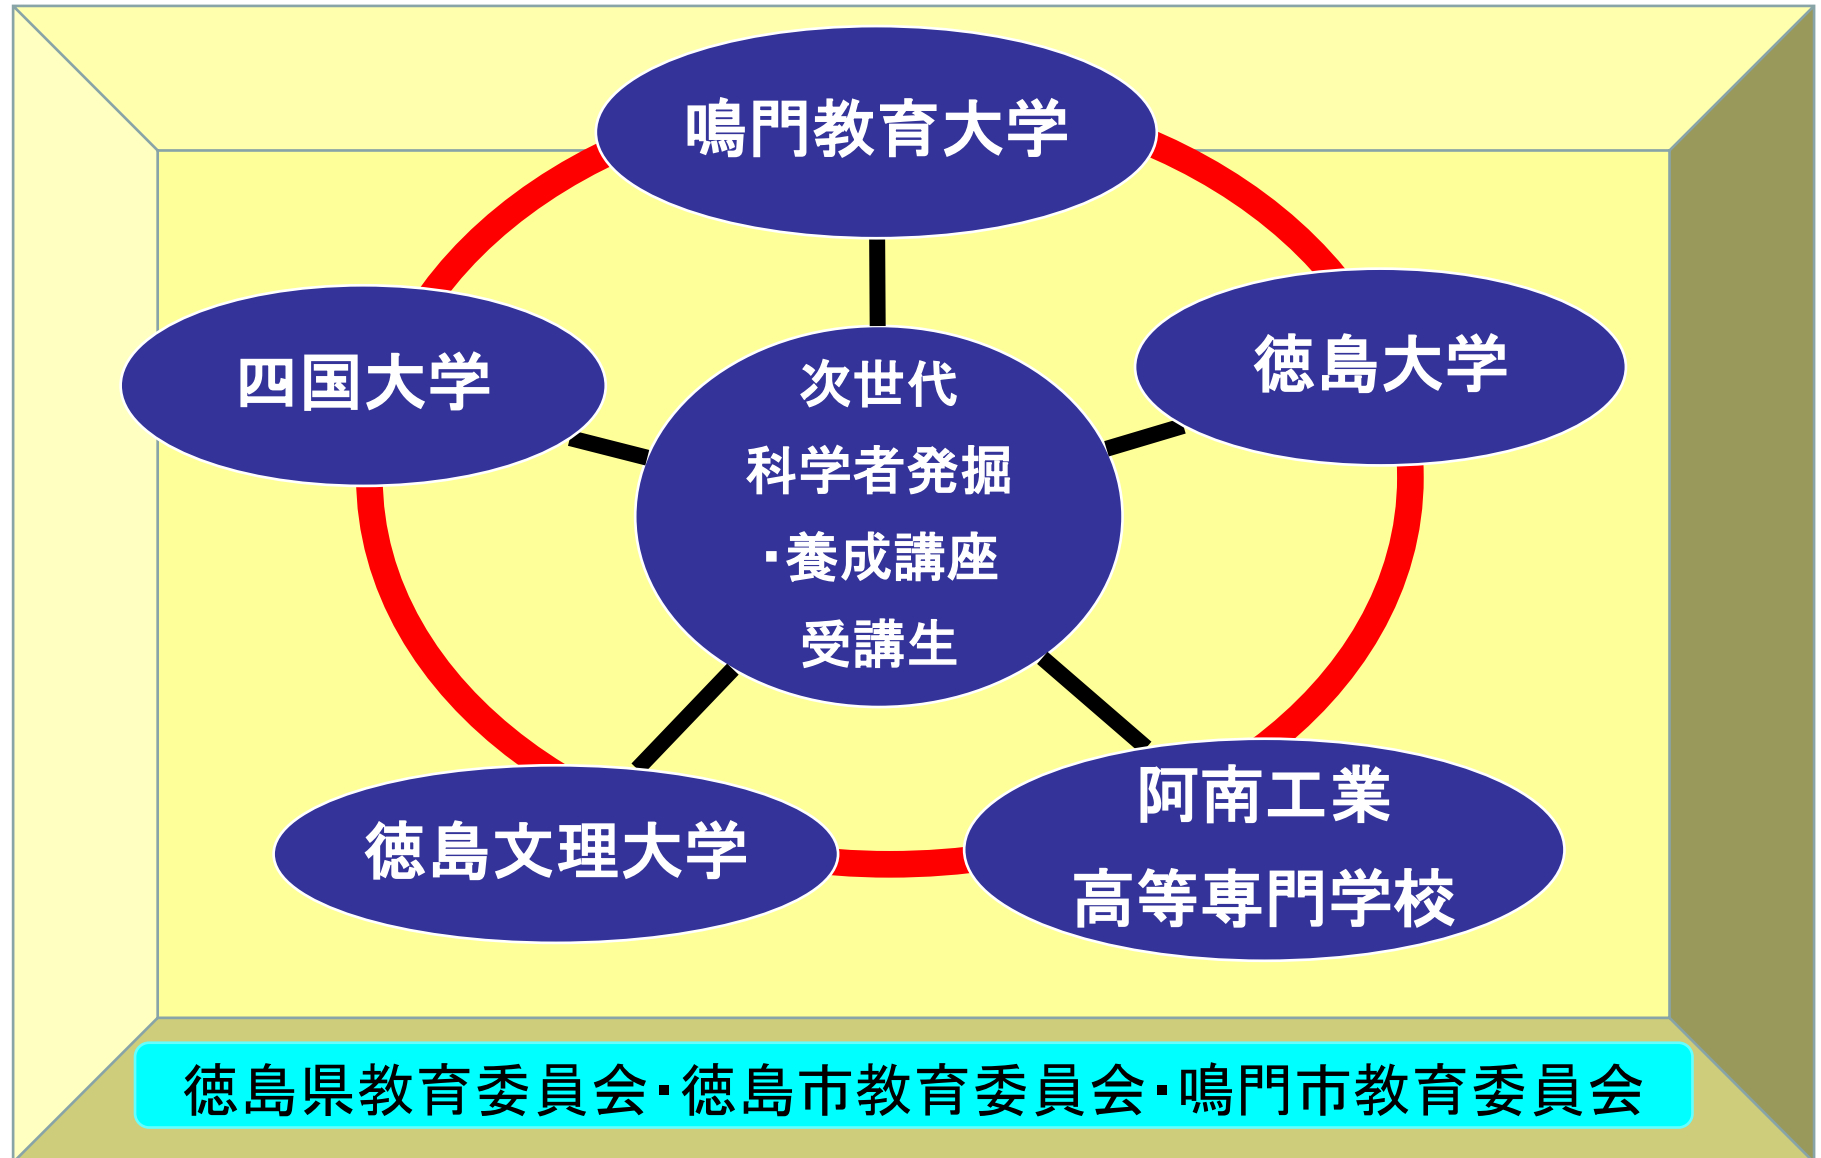 鳴門教育大学
四国大学
徳島大学
次世代
科学者発掘
・養成講座
受講生
徳島文理大学
阿南工業
高等専門学校
徳島県教育委員会・徳島市教育委員会・鳴門市教育委員会